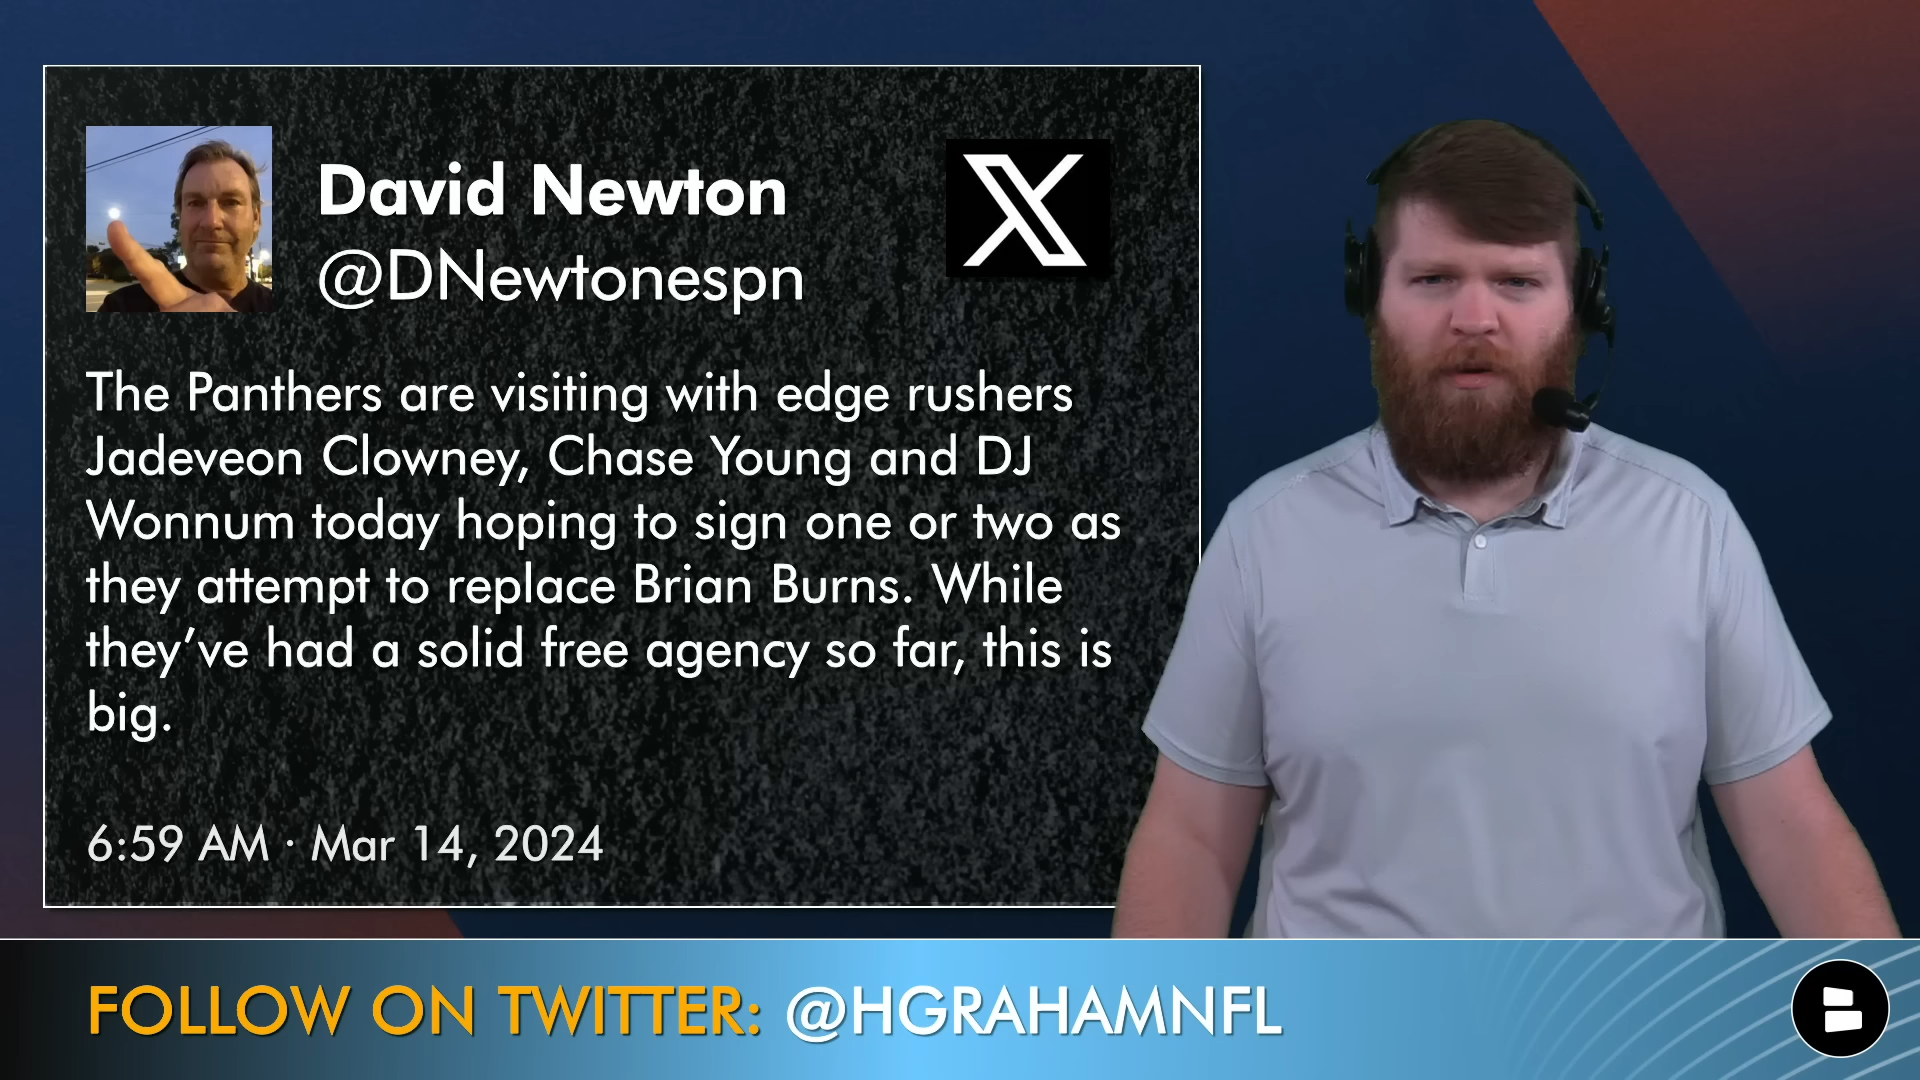 David Newton
@DNewtonespn
The Panthers are visiting with edge rushers
Jadeveon Clowney, Chase Young and DJ
Wonnum today hoping to sign one or two as
they attempt to replace Brian Burns. While
they’ve had a solid free agency so far, this is
big.
6:59 AM · Mar 14, 2024
FOLLOW ON TWITTER: @HGRAHAMNFL